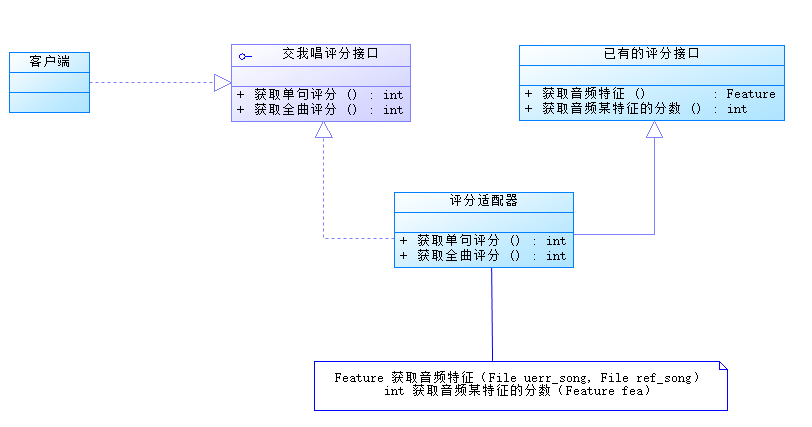 客户端
交我唱评分接口
+ 获取单句评分 () : int
+ 获取全曲评分 () : int
已有的评分接口
+ 获取音频特征 () : Feature
+ 获取音频某特征的分数 () : int
评分适配器
+ 获取单句评分 () : int
+ 获取全曲评分 () : int
Feature 获取音频特征（File uerr_song, File ref_song）
int 获取音频某特征的分数（Feature fea）